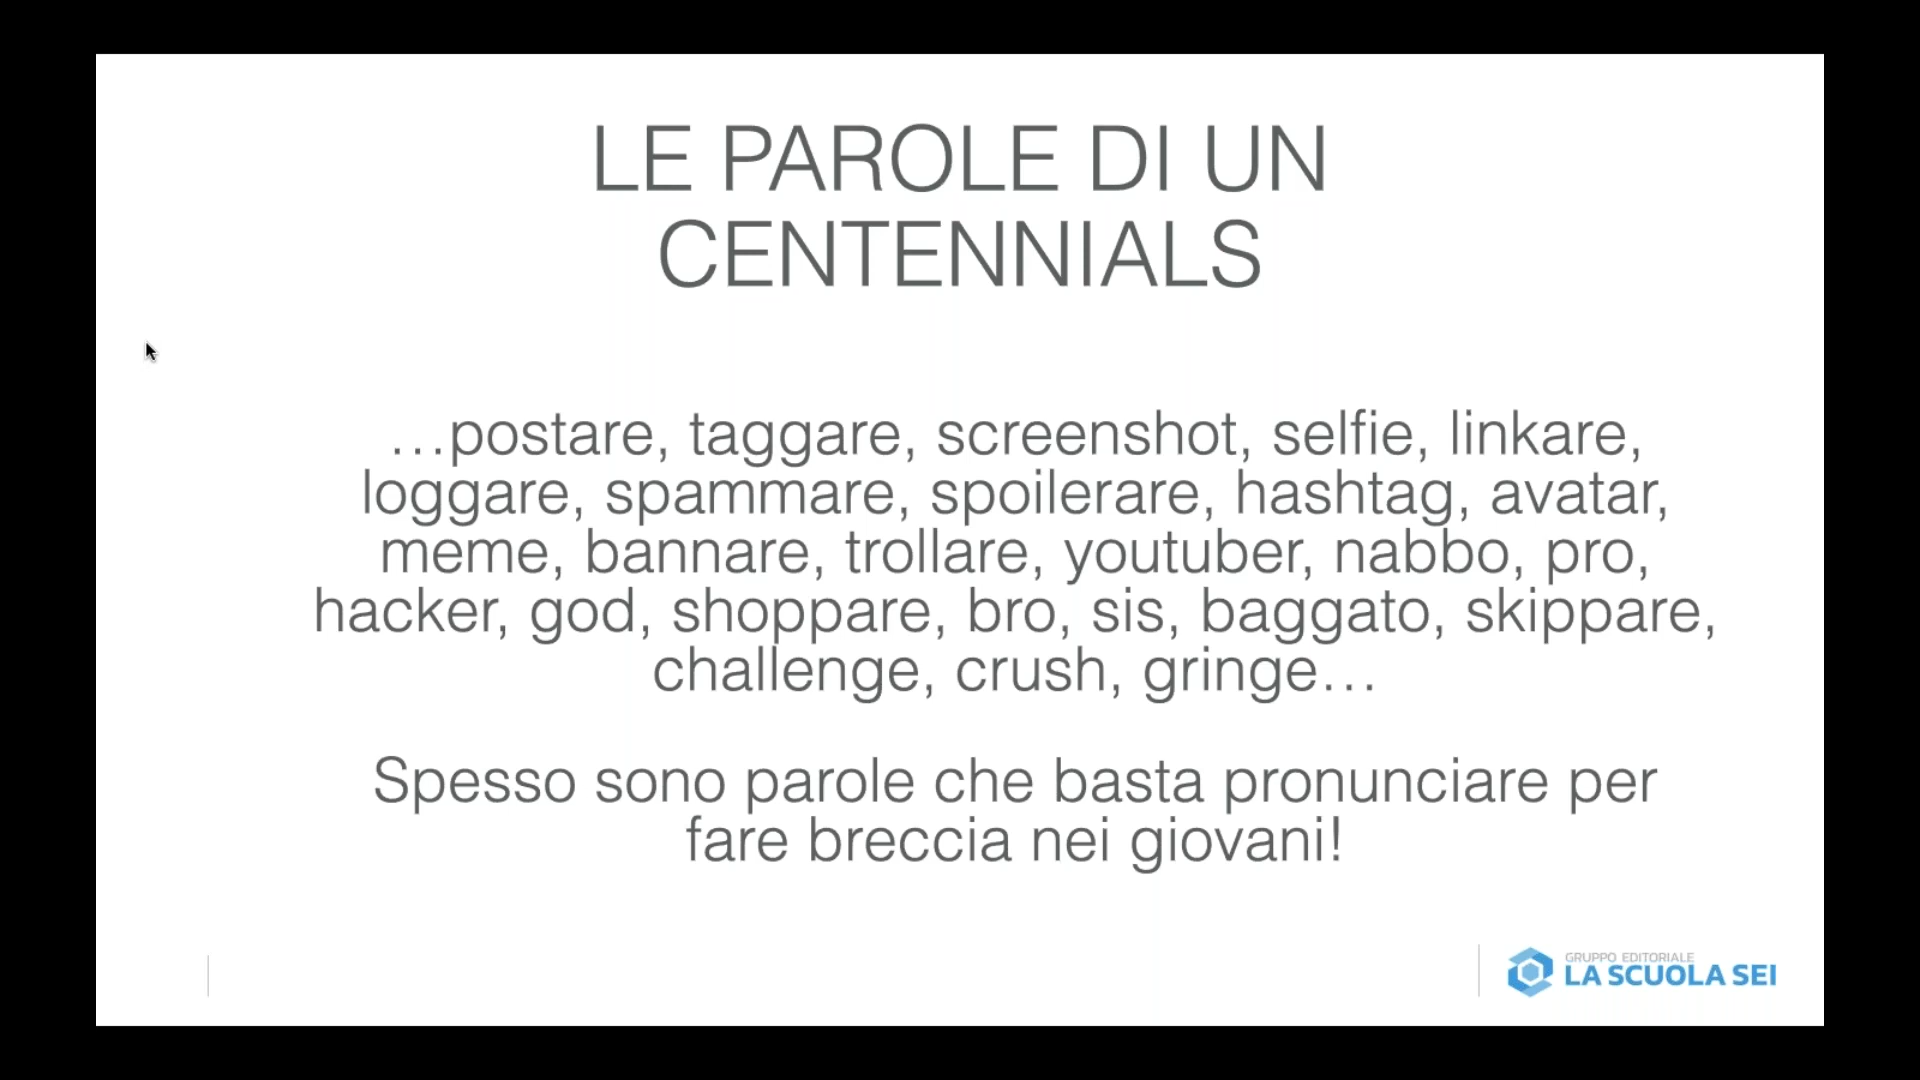 LE PAROLE DI UN
CENTENNIALS
…postare, taggare, screenshot, selfie, linkare,
loggare, spammare, spoilerare, hashtag, avatar,
meme, bannare, trollare, youtuber, nabbo, pro,
hacker, god, shoppare, bro, sis, baggato, skippare,
challenge, crush, gringe…
Spesso sono parole che basta pronunciare per
fare breccia nei giovani!
GRUPPO EDITORIALE
LA SCUOLA SEI